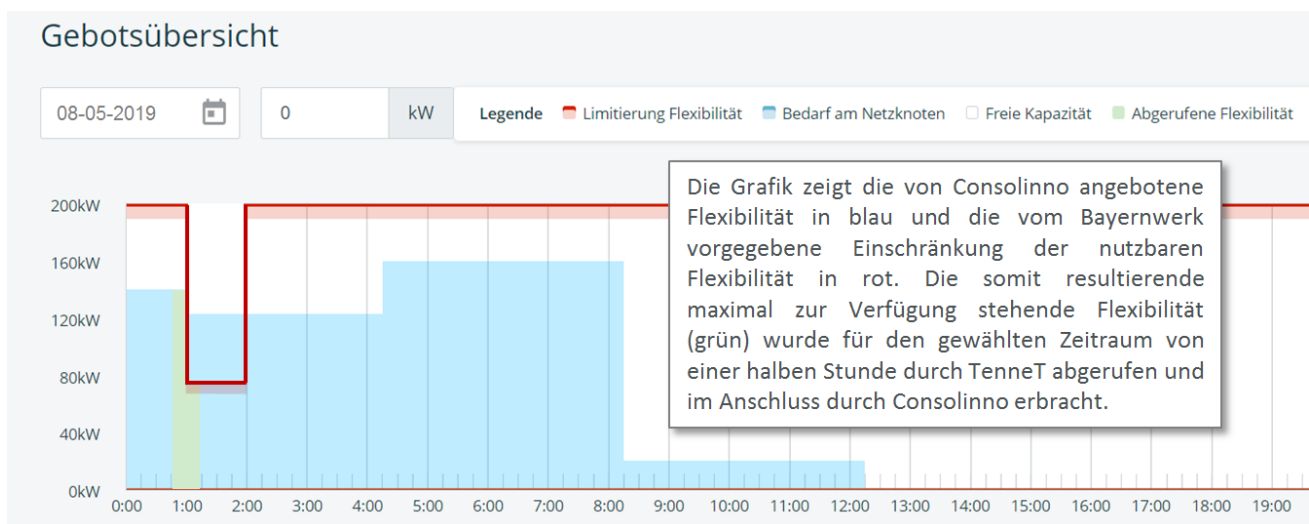 Gebotsübersicht
08-05-2019
0
kW
Legende
Limitierung Flexibilität
Bedarf am Netzknoten
Freie Kapazität
Abgerufene Flexibilität
Die Grafik zeigt die von Consolinno angebotene
Flexibilität in blau und die vom Bayernwerk
vorgegebene Einschränkung der nutzbaren
Flexibilität in rot. Die somit resultierende
maximal zur Verfügung stehende Flexibilität
(grün) wurde für den gewählten Zeitraum von
einer halben Stunde durch TenneT abgerufen und
im Anschluss durch Consolinno erbracht.
200kW
160kW
120kW
80kW
40kW
0kW
0:00 1:00 2:00 3:00 4:00 5:00 6:00 7:00 8:00 9:00 10:00 11:00 12:00 13:00 14:00 15:00 16:00 17:00 18:00 19:00